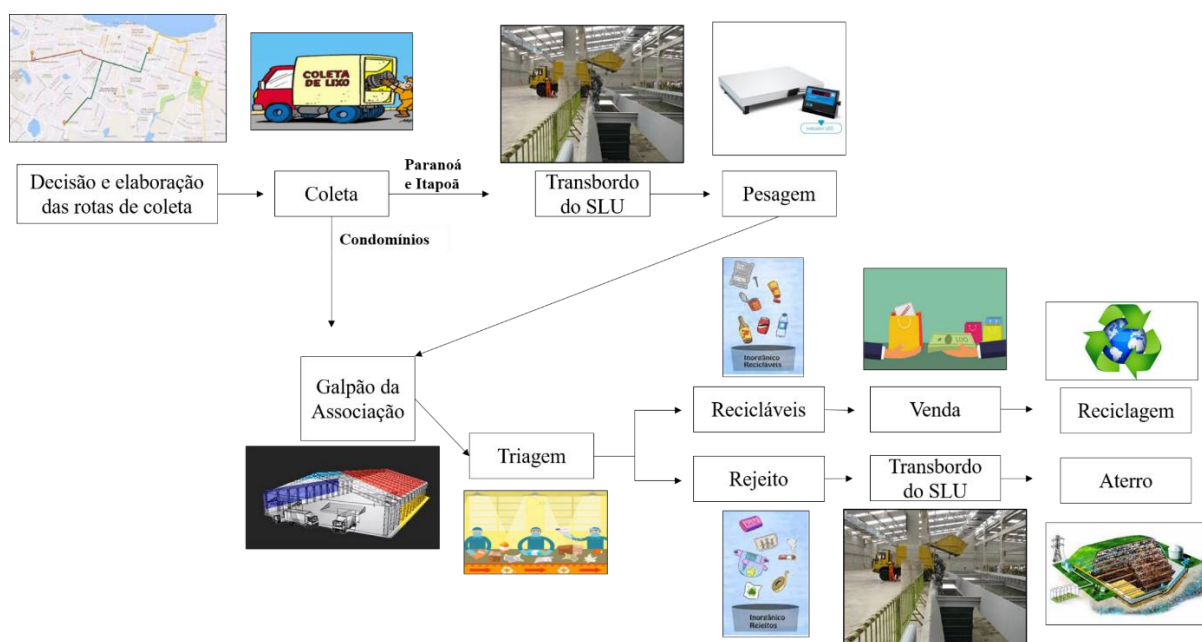 COLETA
DE LIXO
Decisão e elaboração
das rotas de coleta
Coleta
Paranoá
e Itapoã
Transbordo
do SLU
Pesagem
Condomínios
Inorgânico
Recicláveis
Galpão da
Associação
Triagem
Recicláveis
Venda
Reciclagem
Rejeito
Transbordo
do SLU
Aterro
Inorgânico
Rejeitos